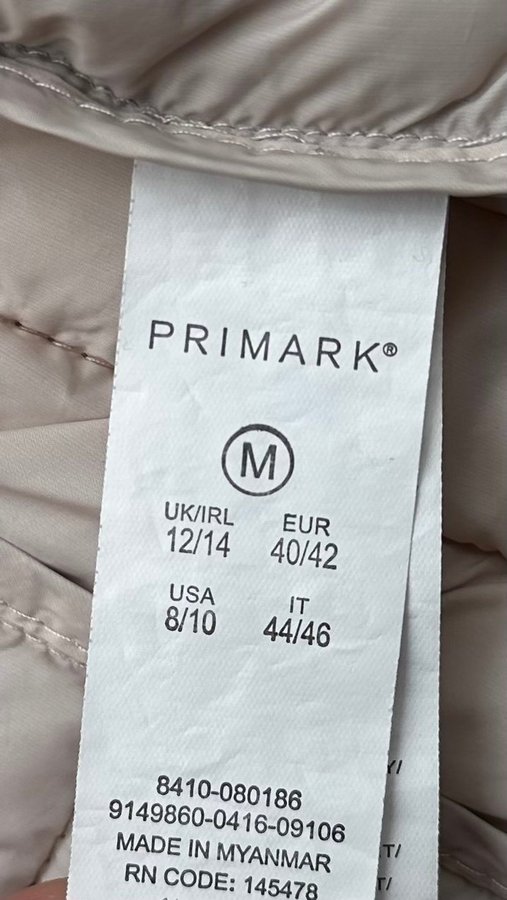 PRIMARK®
M
UK/IRL EUR
12/14 40/42
USA IT
8/10 44/46
8410-080186
9149860-0416-09106
MADE IN MYANMAR
RN CODE: 145478
Y/
T/
T/